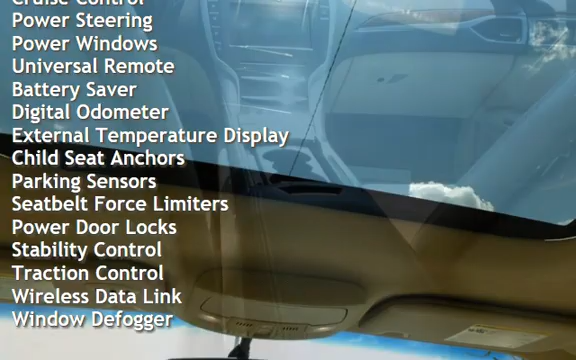 Cruise Control
Power Steering
Power Windows
Universal Remote
Battery Saver
Digital Odometer
External Temperature Display
Child Seat Anchors
Parking Sensors
Seatbelt Force Limiters
Power Door Locks
Stability Control
Traction Control
Wireless Data Link
Window Defogger